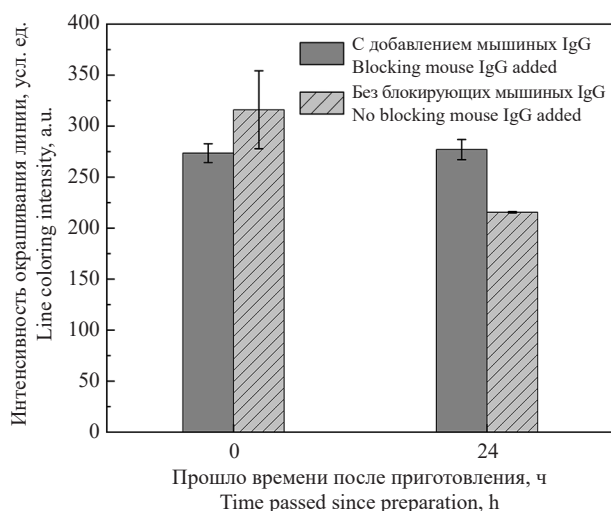 Интенсивность окрашивания линии, усл. ед.
Line coloring intensity, a.u.
400
350
300
250
200
150
100
50
0
С добавлением мышиных IgG
Blocking mouse IgG added
Без блокирующих мышиных IgG
No blocking mouse IgG added
0
24
Прошло времени после приготовления, ч
Time passed since preparation, h